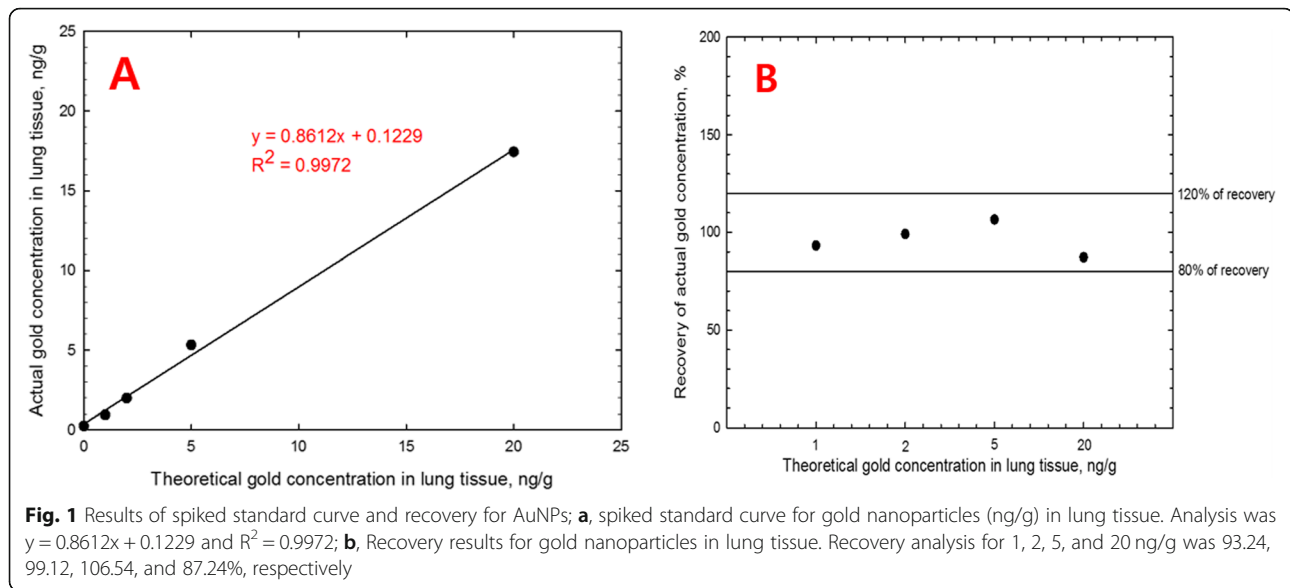 A
Actual gold concentration in lung tissue, ng/g
25
20
15
10
5
0
y = 0.8612x + 0.1229
R² = 0.9972
0 5 10 15 20 25
Theoretical gold concentration in lung tissue, ng/g
B
Recovery of actual gold concentration, %
200
150
100
50
0
120% of recovery
80% of recovery
1 2 5 20
Theoretical gold concentration in lung tissue, ng/g
Fig. 1 Results of spiked standard curve and recovery for AuNPs; a, spiked standard curve for gold nanoparticles (ng/g) in lung tissue. Analysis was
y = 0.8612x + 0.1229 and R² = 0.9972; b, Recovery results for gold nanoparticles in lung tissue. Recovery analysis for 1, 2, 5, and 20 ng/g was 93.24,
99.12, 106.54, and 87.24%, respectively